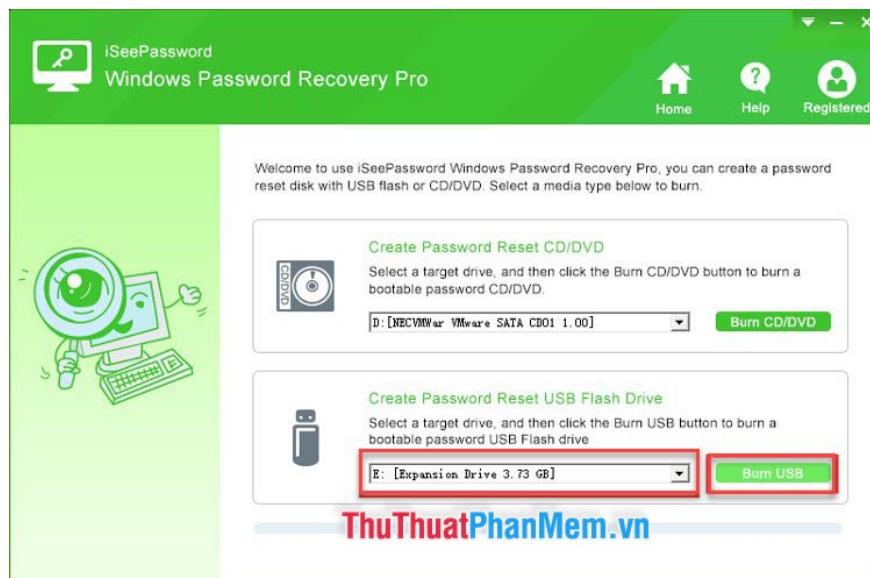 iSeePassword
Windows Password Recovery Pro
Home
Help
Registered
Welcome to use iSeePassword Windows Password Recovery Pro, you can create a password
reset disk with USB flash or CD/DVD. Select a media type below to burn.
Create Password Reset CD/DVD
Select a target drive, and then click the Burn CD/DVD button to burn a
bootable password CD/DVD.
CD/DVD
D:[NECVMWar VMware SATA CD01 1.00]
Burn CD/DVD
Create Password Reset USB Flash Drive
Select a target drive, and then click the Burn USB button to burn a
bootable password USB Flash drive
E: [Expansion Drive 3.73 GB]
Burn USB
ThuThuatPhanMem.vn